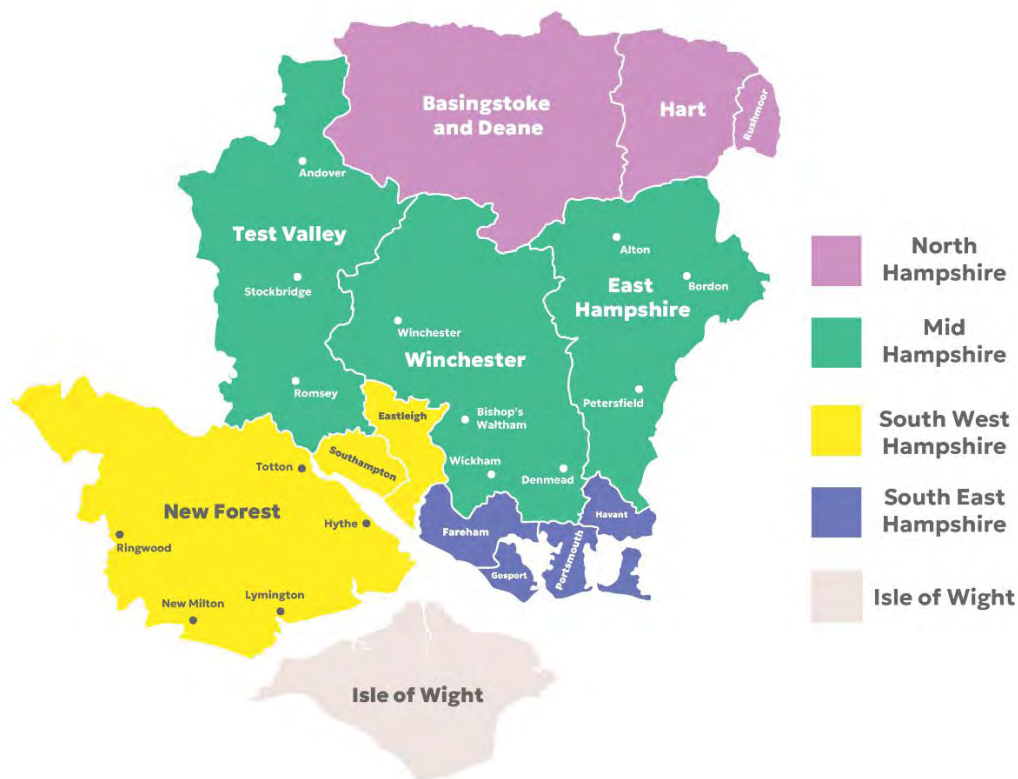 Basingstoke
and Deane
Hart
Rushmoor
Andover
Test Valley
Stockbridge
Romsey
Winchester
Winchester
Bishop's
Waltham
Wickham
Denmead
Alton
Bordon
East
Hampshire
Petersfield
Eastleigh
Southampton
Totton
New Forest
Hythe
Ringwood
New Milton
Lymington
Fareham
Gosport
Portsmouth
Havant
Isle of Wight
North
Hampshire
Mid
Hampshire
South West
Hampshire
South East
Hampshire
Isle of Wight